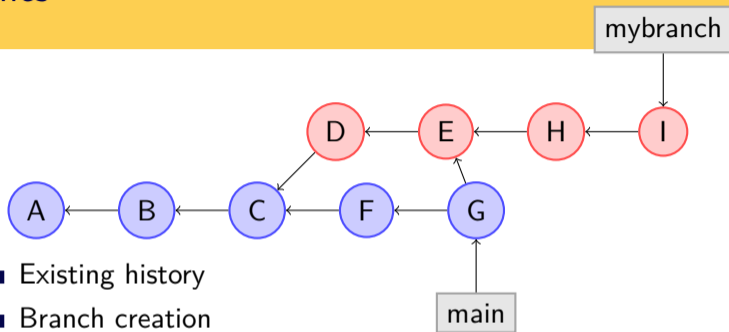 mybranch
D E H I
A B C F G
Existing history
Branch creation
main